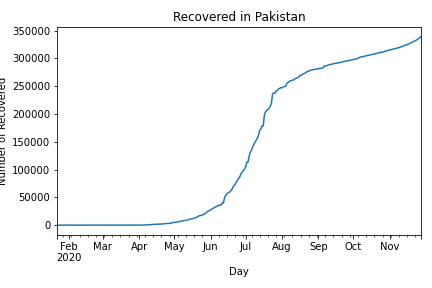 Recovered in Pakistan
Number of Recovered
350000
300000
250000
200000
150000
100000
50000
0
Feb Mar Apr May Jun Jul Aug Sep Oct Nov
2020
Day